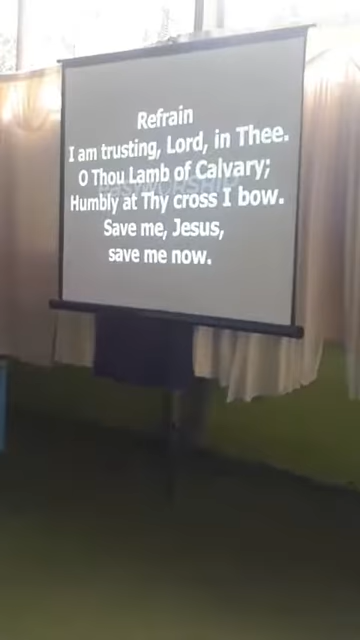 Refrain
I am trusting, Lord, in Thee.
O Thou Lamb of Calvary;
Humbly at Thy cross I bow.
Save me, Jesus,
save me now.